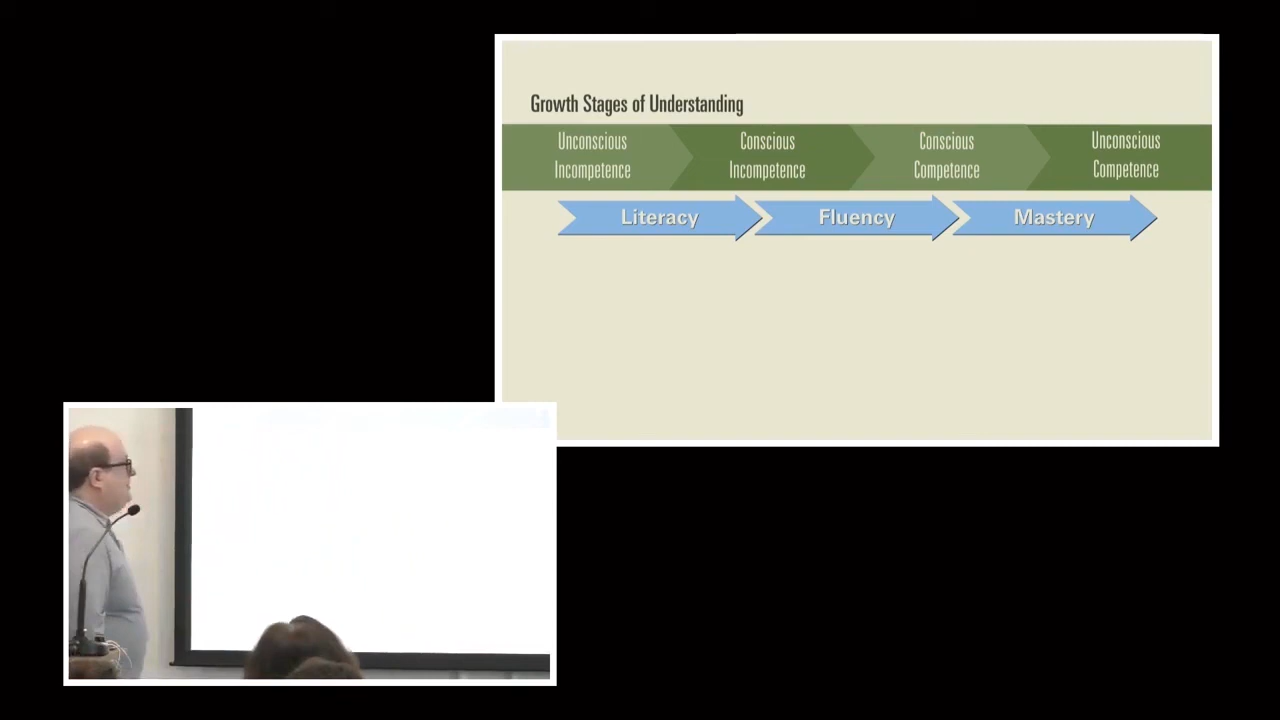 Growth Stages of Understanding
Unconscious
Incompetence
Conscious
Incompetence
Conscious
Competence
Unconscious
Competence
Literacy
Fluency
Mastery